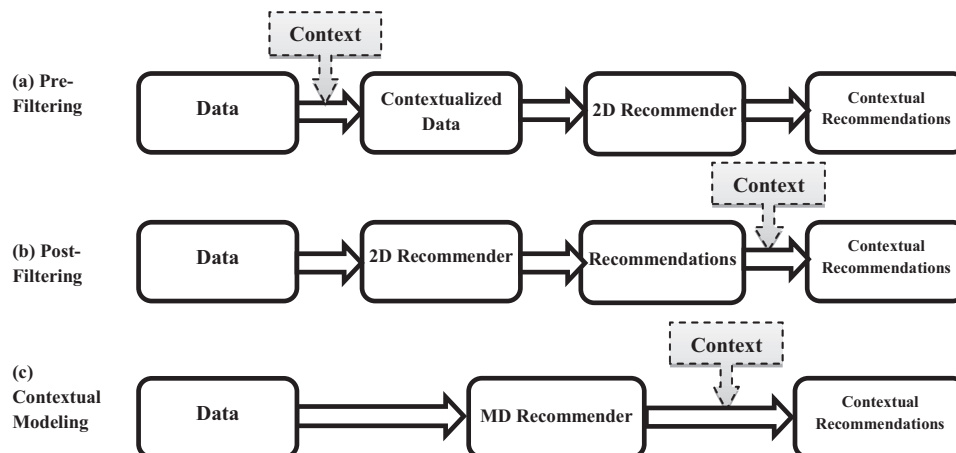 Context
(a) Pre-
Filtering
Data
Contextualized
Data
2D Recommender
Contextual
Recommendations
Context
(b) Post-
Filtering
Data
2D Recommender
Recommendations
Contextual
Recommendations
Context
(c)
Contextual
Modeling
Data
MD Recommender
Contextual
Recommendations